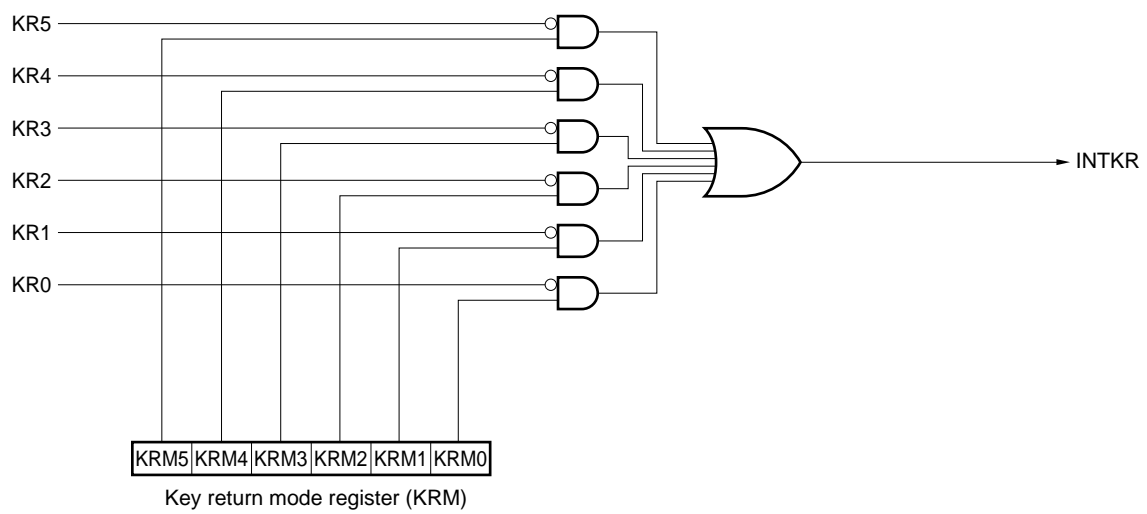 KR5
KR4
KR3
KR2
KR1
KR0
INTKR
KRM5 KRM4 KRM3 KRM2 KRM1 KRM0
Key return mode register (KRM)